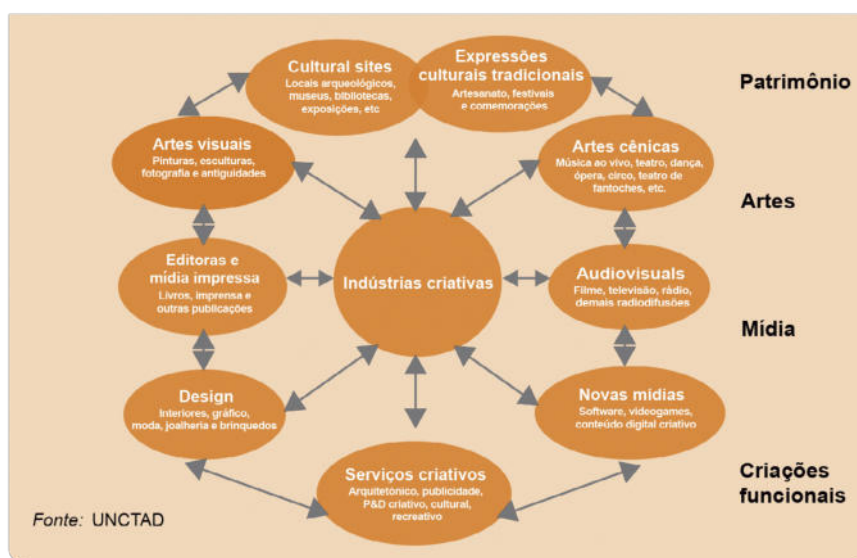 Cultural sites
Locais arqueológicos,
museus, bibliotecas,
exposições, etc
Expressões
culturais tradicionais
Artesanato, festivais
e comemorações
Patrimônio
Artes visuais
Pinturas, esculturas,
fotografia e antiguidades
Artes cênicas
Música ao vivo, teatro, dança,
ópera, circo, teatro de
fantoches, etc.
Artes
Editoras e
mídia impressa
Livros, imprensa e
outras publicações
Indústrias criativas
Audiovisuals
Filme, televisão, rádio,
demais radiodifusões
Mídia
Design
Interiores, gráfico,
moda, joalheria e brinquedos
Novas mídias
Software, videogames,
conteúdo digital criativo
Serviços criativos
Arquitetônico, publicidade,
P&D criativo, cultural,
recreativo
Criações
funcionais
Fonte: UNCTAD